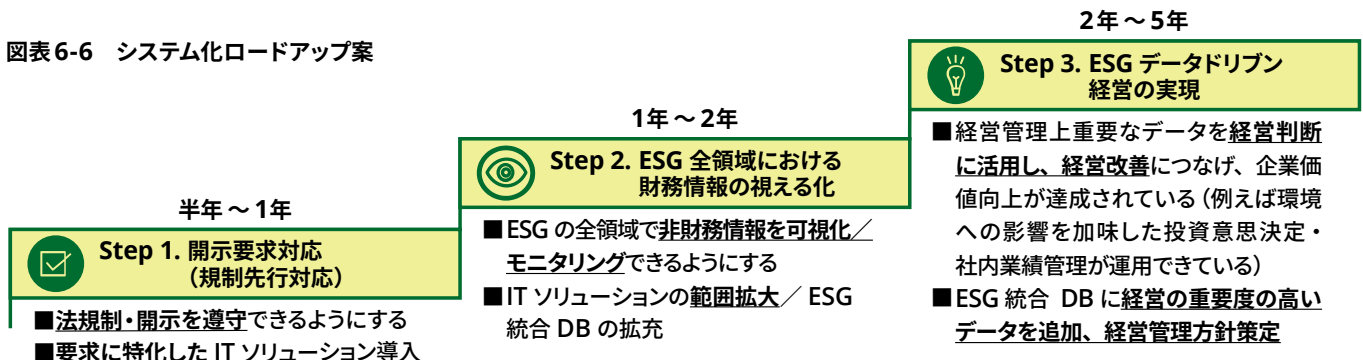 図表6-6 システム化ロードアップ案
半年～1年
Step 1. 開示要求対応
（規制先行対応）
■法規制・開示を遵守できるようにする
■要求に特化した IT ソリューション導入
1年～2年
Step 2. ESG 全領域における
財務情報の視える化
■ESG の全領域で非財務情報を可視化／
モニタリングできるようにする
■IT ソリューションの範囲拡大／ ESG
統合 DB の拡充
2年～5年
Step 3. ESG データドリブン
経営の実現
■経営管理上重要なデータを経営判断
に活用し、経営改善につなげ、企業価
値向上が達成されている（例えば環境
への影響を加味した投資意思決定・
社内業績管理が運用できている）
■ESG 統合 DB に経営の重要度の高い
データを追加、経営管理方針策定